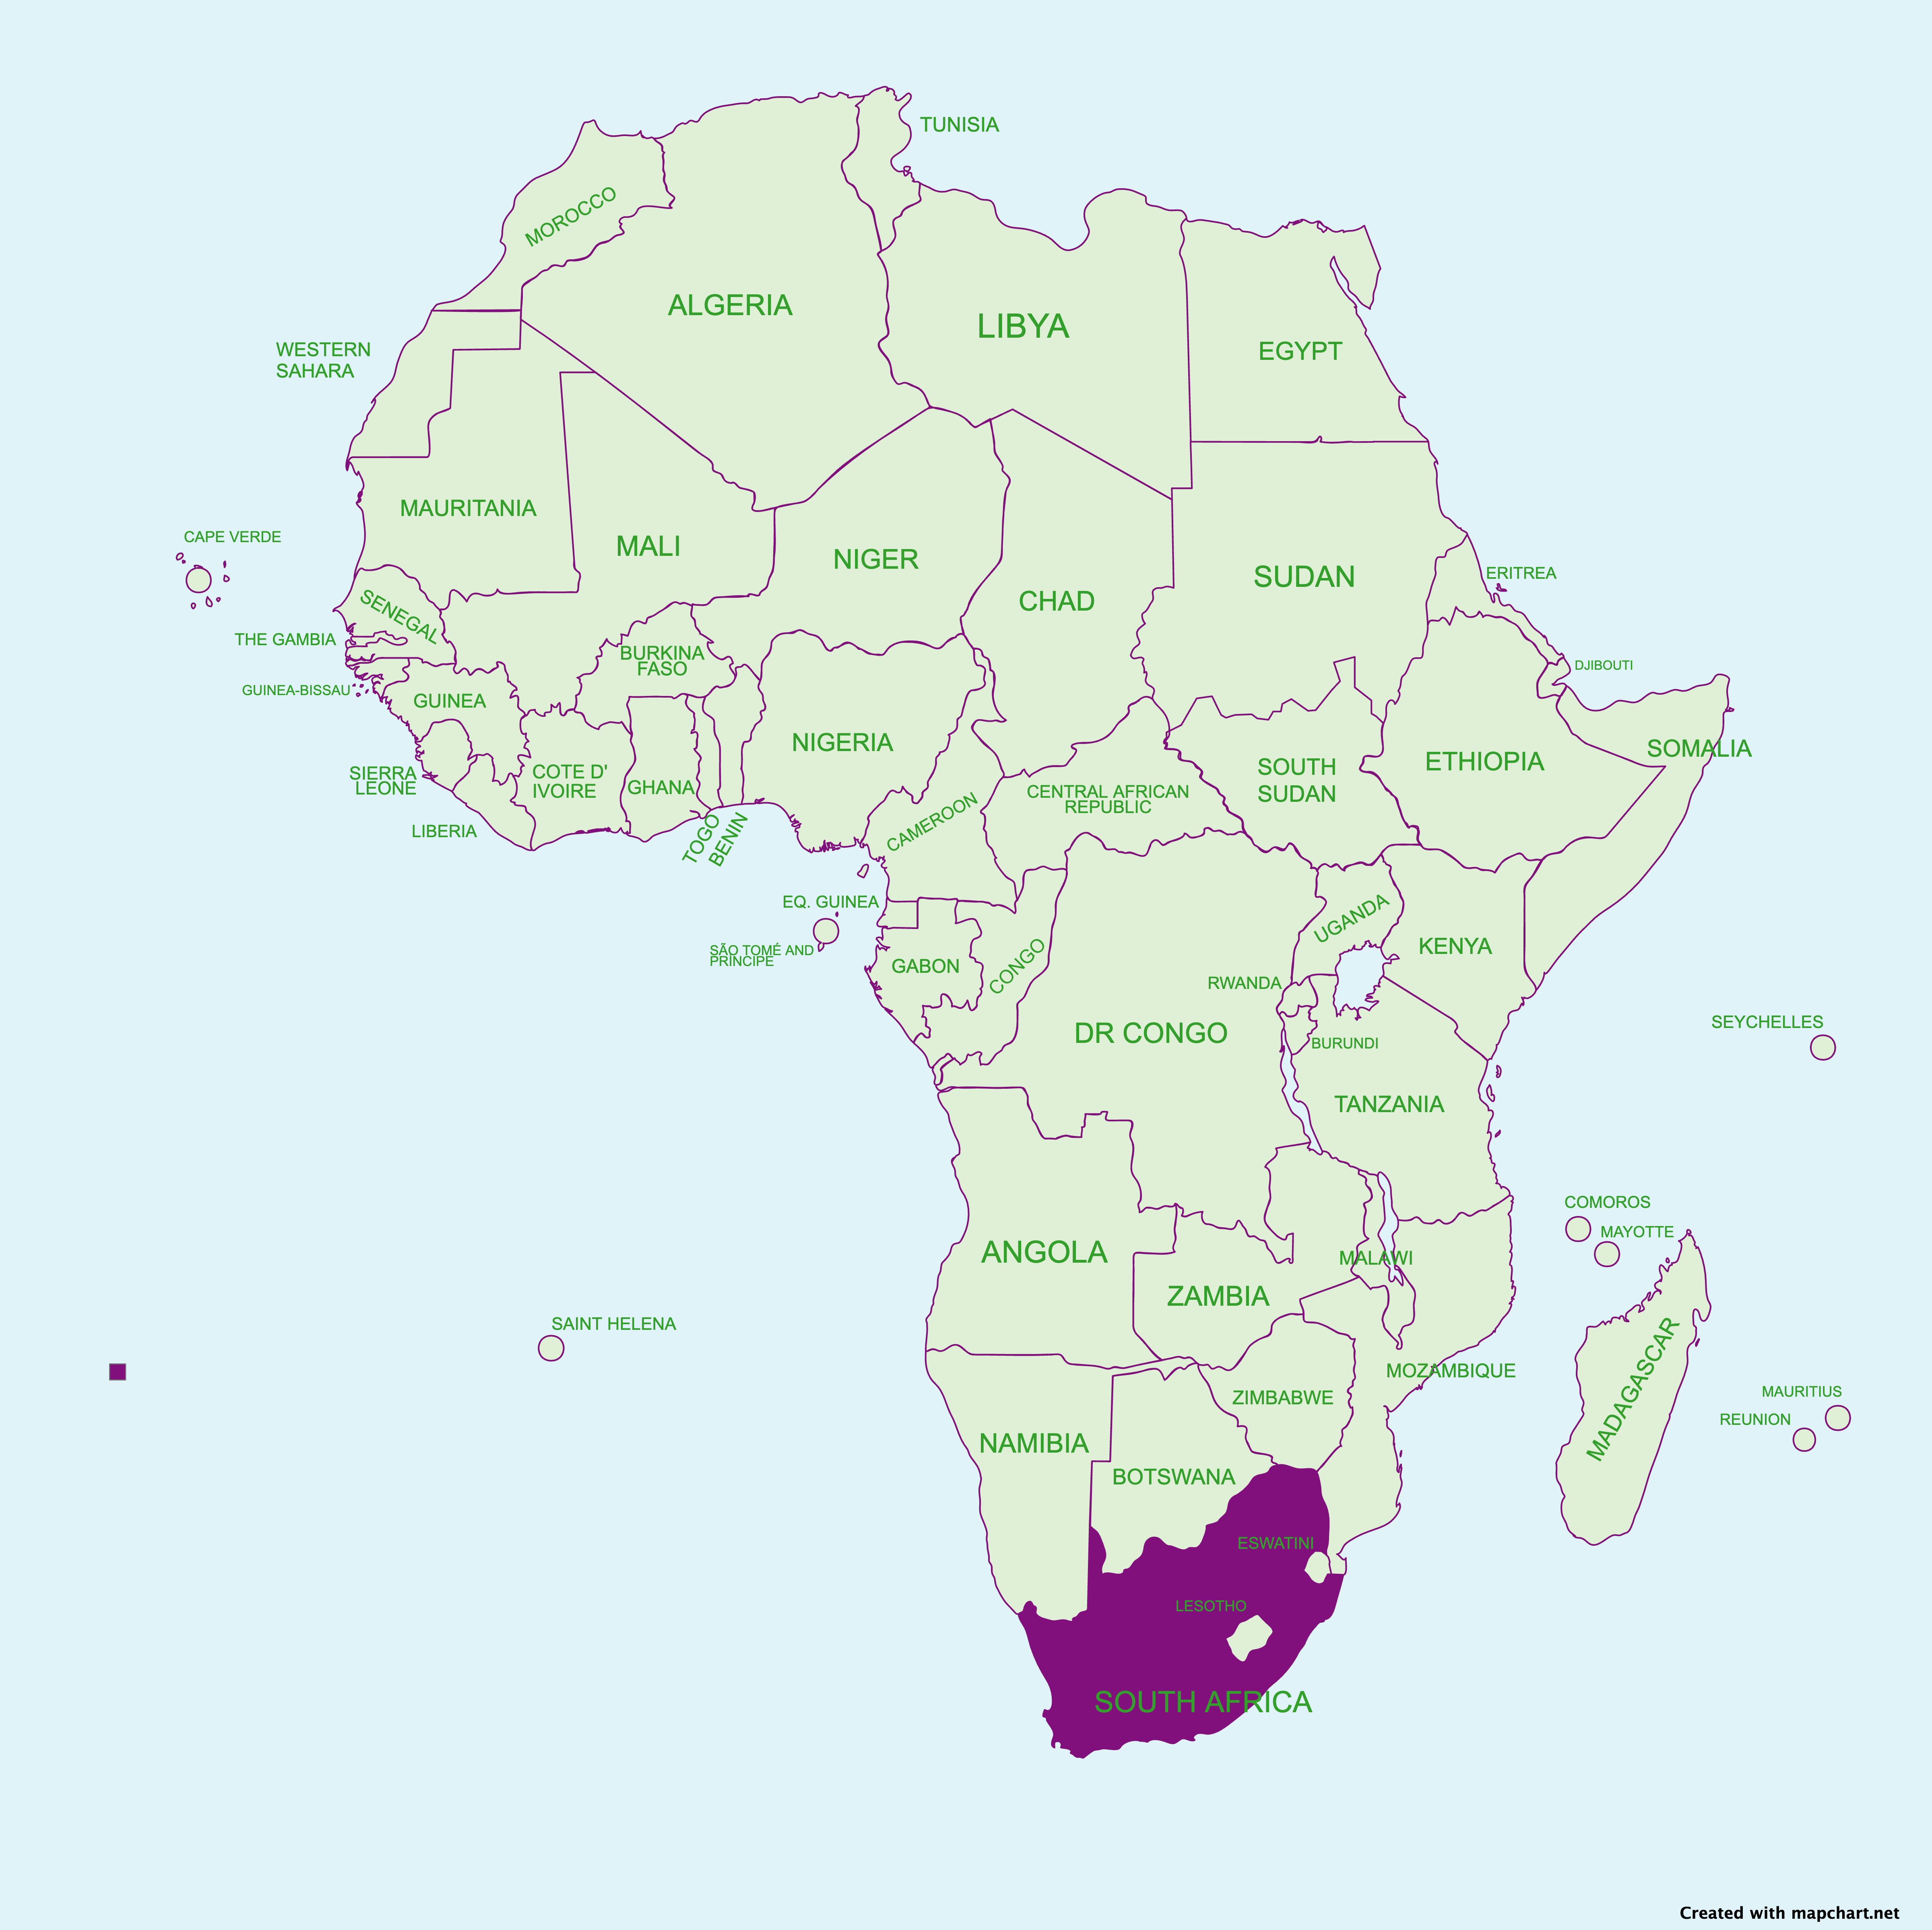 TUNISIA
MOROCCO
ALGERIA
LIBYA
EGYPT
WESTERN
SAHARA
MAURITANIA
MALI
NIGER
CHAD
SUDAN
ERITREA
CAPE VERDE
SENEGAL
THE GAMBIA
GUINEA-BISSAU
GUINEA
BURKINA
FASO
DJIBOUTI
SIERRA
LEONE
LIBERIA
COTE D'
IVOIRE
GHANA
TOGO
BENIN
NIGERIA
CAMEROON
CENTRAL AFRICAN
REPUBLIC
SOUTH
SUDAN
ETHIOPIA
SOMALIA
EQ. GUINEA
SÃO TOMÉ AND
PRINCIPE
GABON
CONGO
DR CONGO
UGANDA
KENYA
RWANDA
BURUNDI
TANZANIA
SEYCHELLES
COMOROS
MAYOTTE
ANGOLA
ZAMBIA
MALAWI
MOZAMBIQUE
MADAGASCAR
SAINT HELENA
MAURITIUS
REUNION
NAMIBIA
ZIMBABWE
BOTSWANA
ESWATINI
LESOTHO
SOUTH AFRICA
Created with mapchart.net